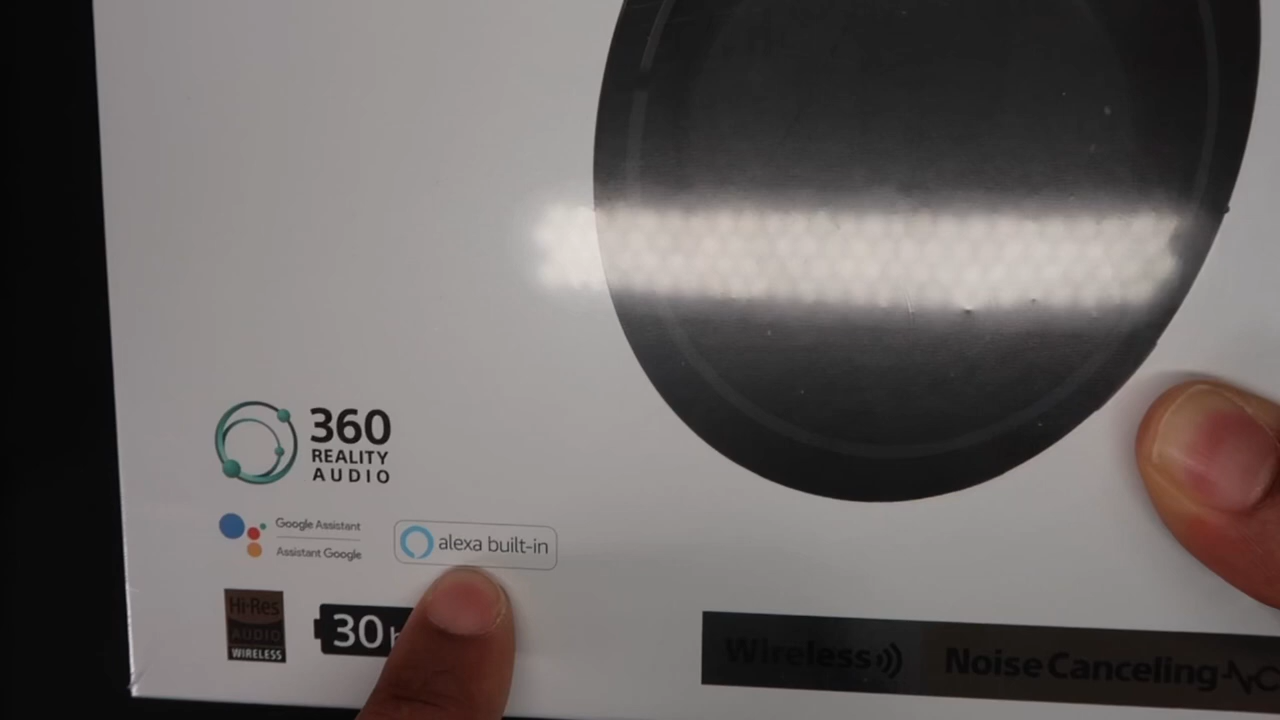 360
REALITY
AUDIO
Google Assistant
Assistant Google
alexa built-in
Hi-Res
AUDIO
WIRELESS
30
Wireless
Noise Canceling